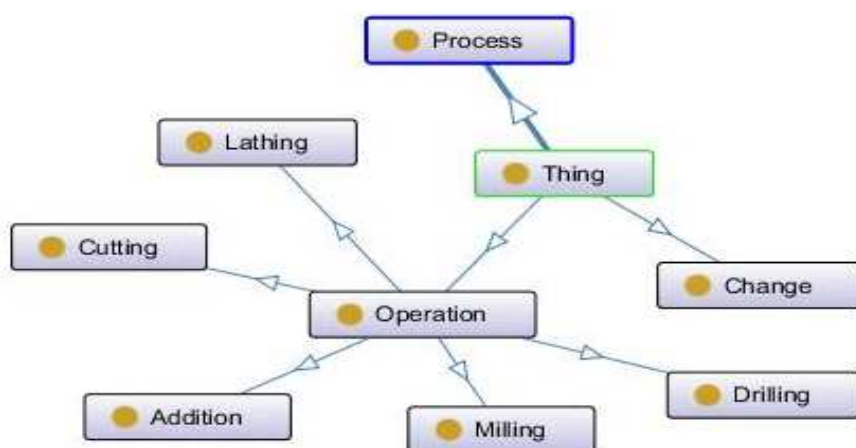 Process
Lathing
Thing
Cutting
Change
Operation
Drilling
Addition
Milling